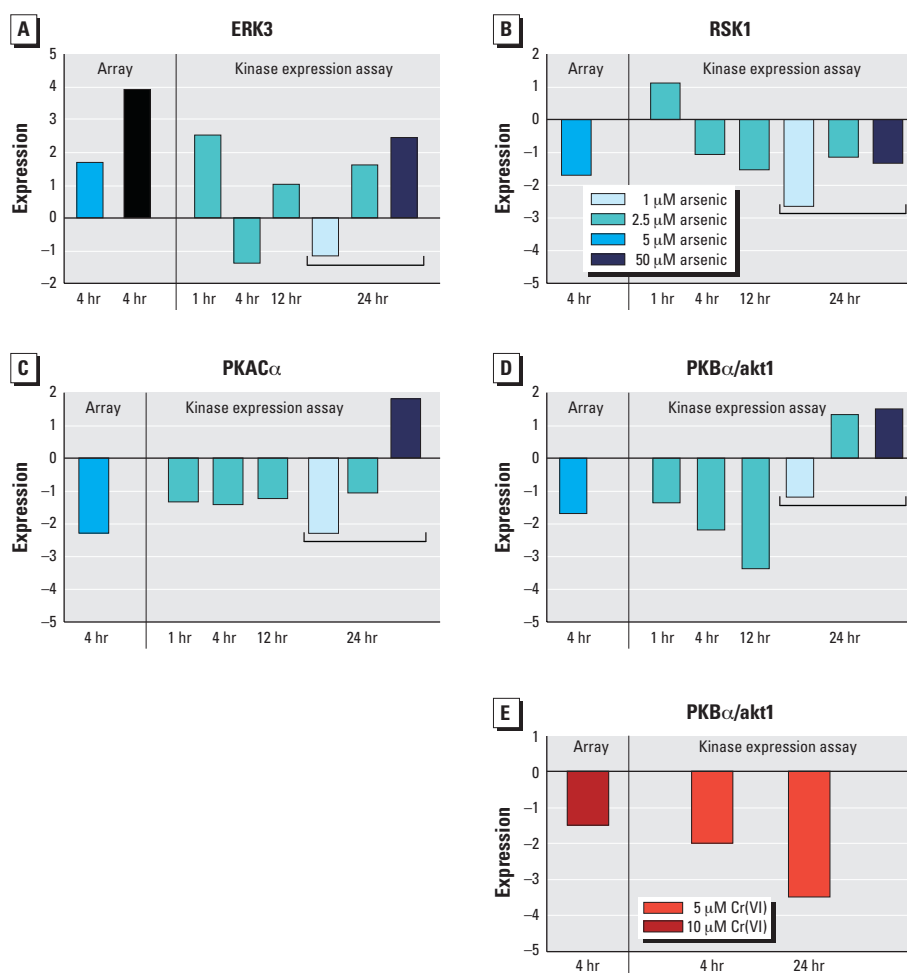 A
ERK3
Array
Kinase expression assay
Expression
5
4
3
2
1
0
–1
–2
4 hr
4 hr
1 hr
4 hr
12 hr
24 hr
B
RSK1
Array
Kinase expression assay
Expression
2
1
0
–1
–2
–3
–4
–5
1 µM arsenic
2.5 µM arsenic
5 µM arsenic
50 µM arsenic
4 hr
1 hr
4 hr
12 hr
24 hr
C
PKACα
Array
Kinase expression assay
Expression
2
1
0
–1
–2
–3
–4
–5
4 hr
1 hr
4 hr
12 hr
24 hr
D
PKBα/akt1
Array
Kinase expression assay
Expression
2
1
0
–1
–2
–3
–4
–5
4 hr
1 hr
4 hr
12 hr
24 hr
E
PKBα/akt1
Array
Kinase expression assay
Expression
1
0
–1
–2
–3
–4
–5
5 µM Cr(VI)
10 µM Cr(VI)
4 hr
4 hr
24 hr